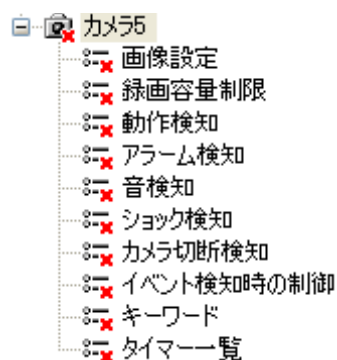 カメラ5
画像設定
録画容量制限
動作検知
アラーム検知
音検知
ショック検知
カメラ切断検知
イベント検知時の制御
キーワード
タイマー一覧